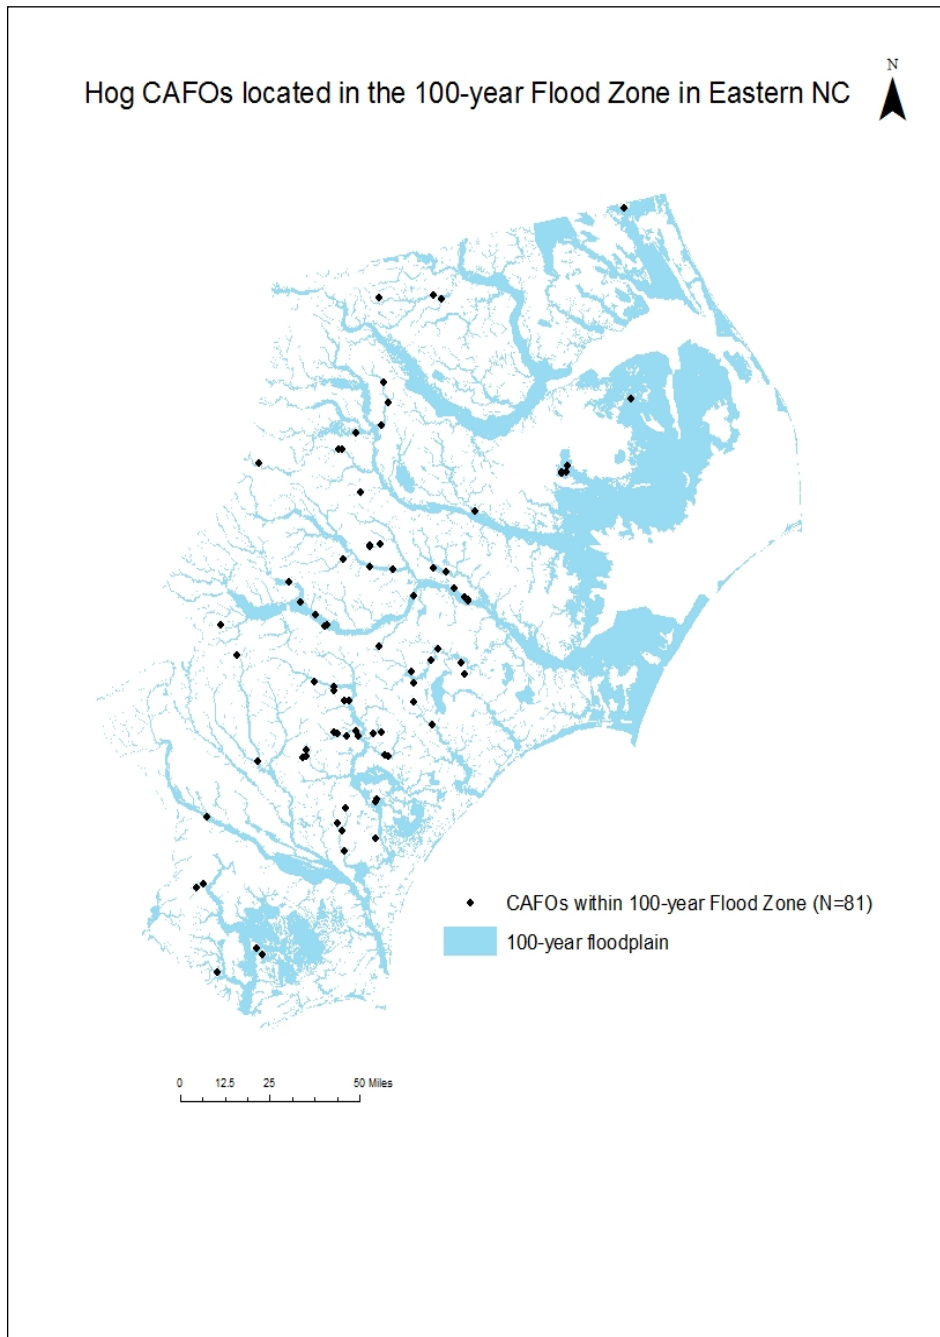 N
Hog CAFOs located in the 100-year Flood Zone in Eastern NC
CAFOs within 100-year Flood Zone (N=81)
100-year floodplain
0 12.5 25 50 Miles